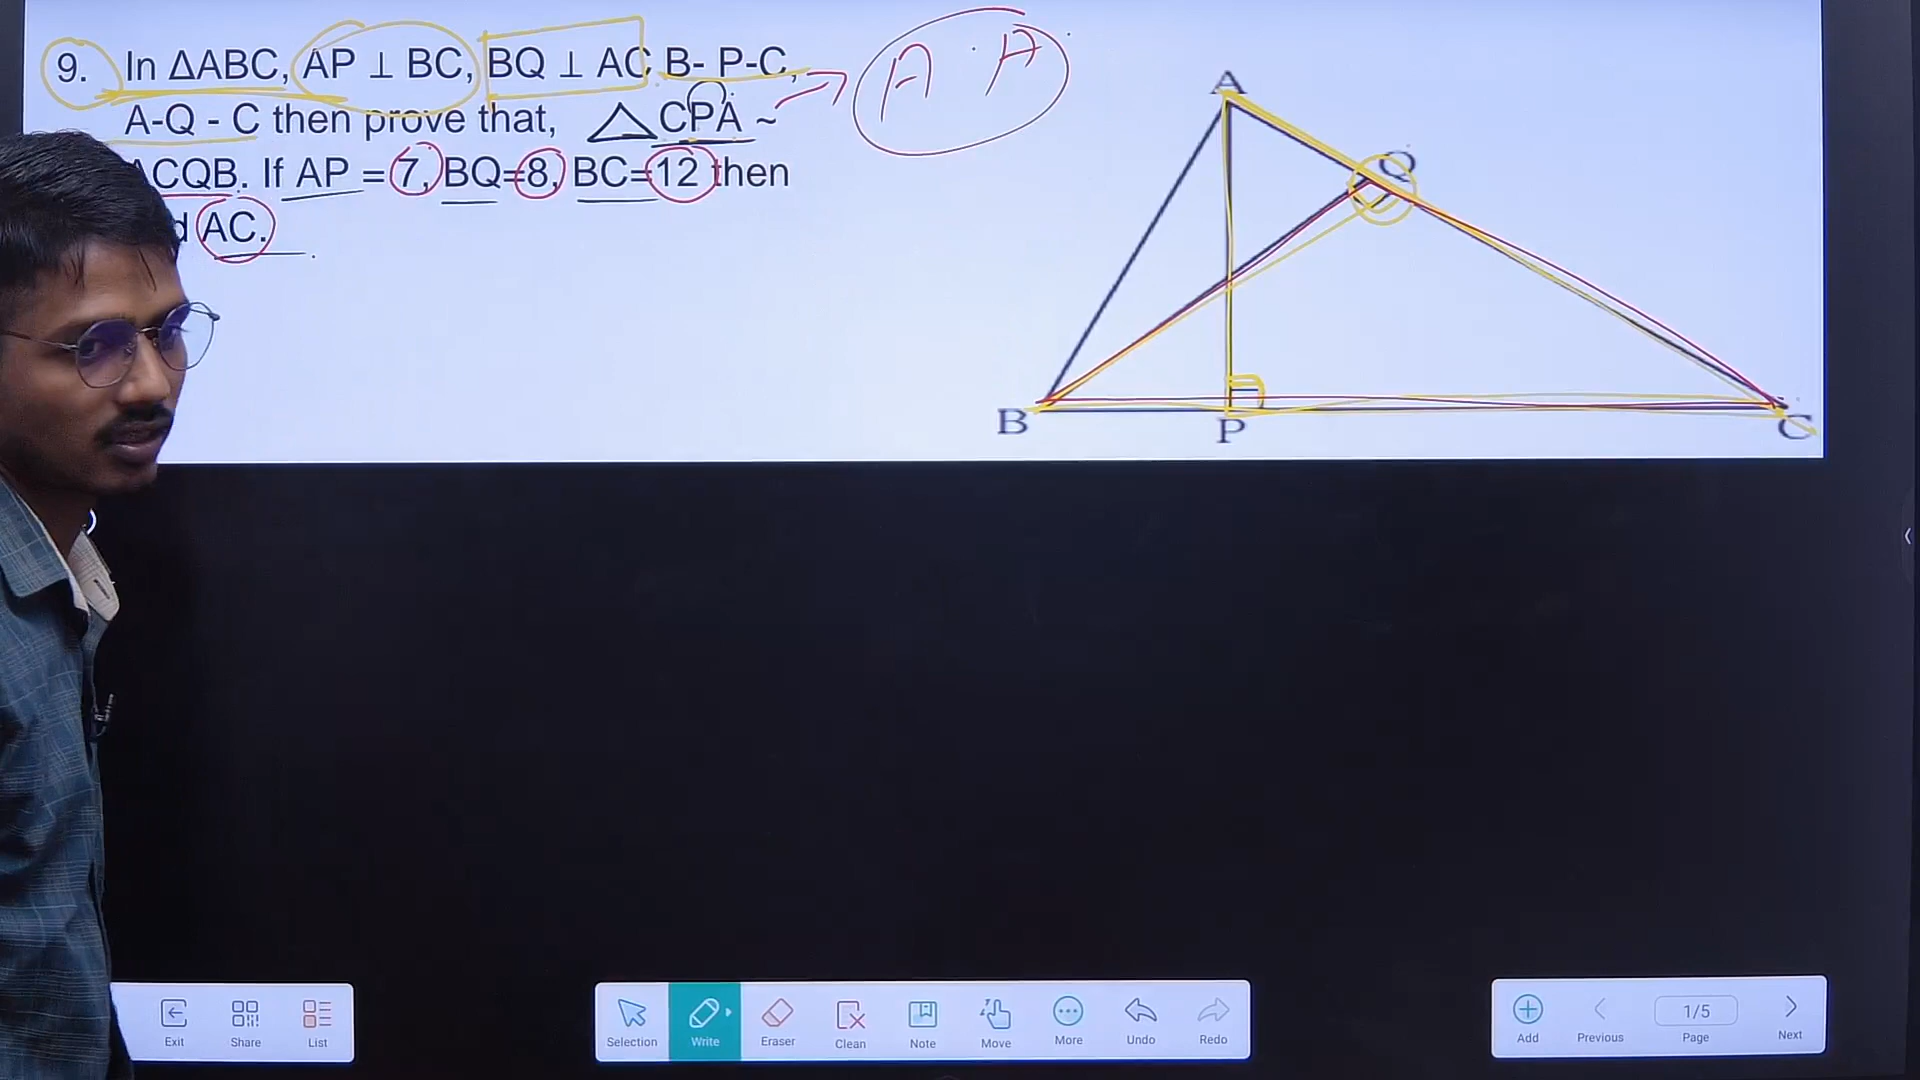 9. In ΔABC, AP ⊥ BC, BQ ⊥ AC B- P-C,
A-Q - C then prove that, △CPA ~
ΔCQB. If AP = 7, BQ=8, BC=12 then
AC.
A A
A
Q
B
P
C
Exit
Share
List
Selection
Write
Eraser
Clean
Note
Move
More
Undo
Redo
Add
Previous
1/5
Page
Next